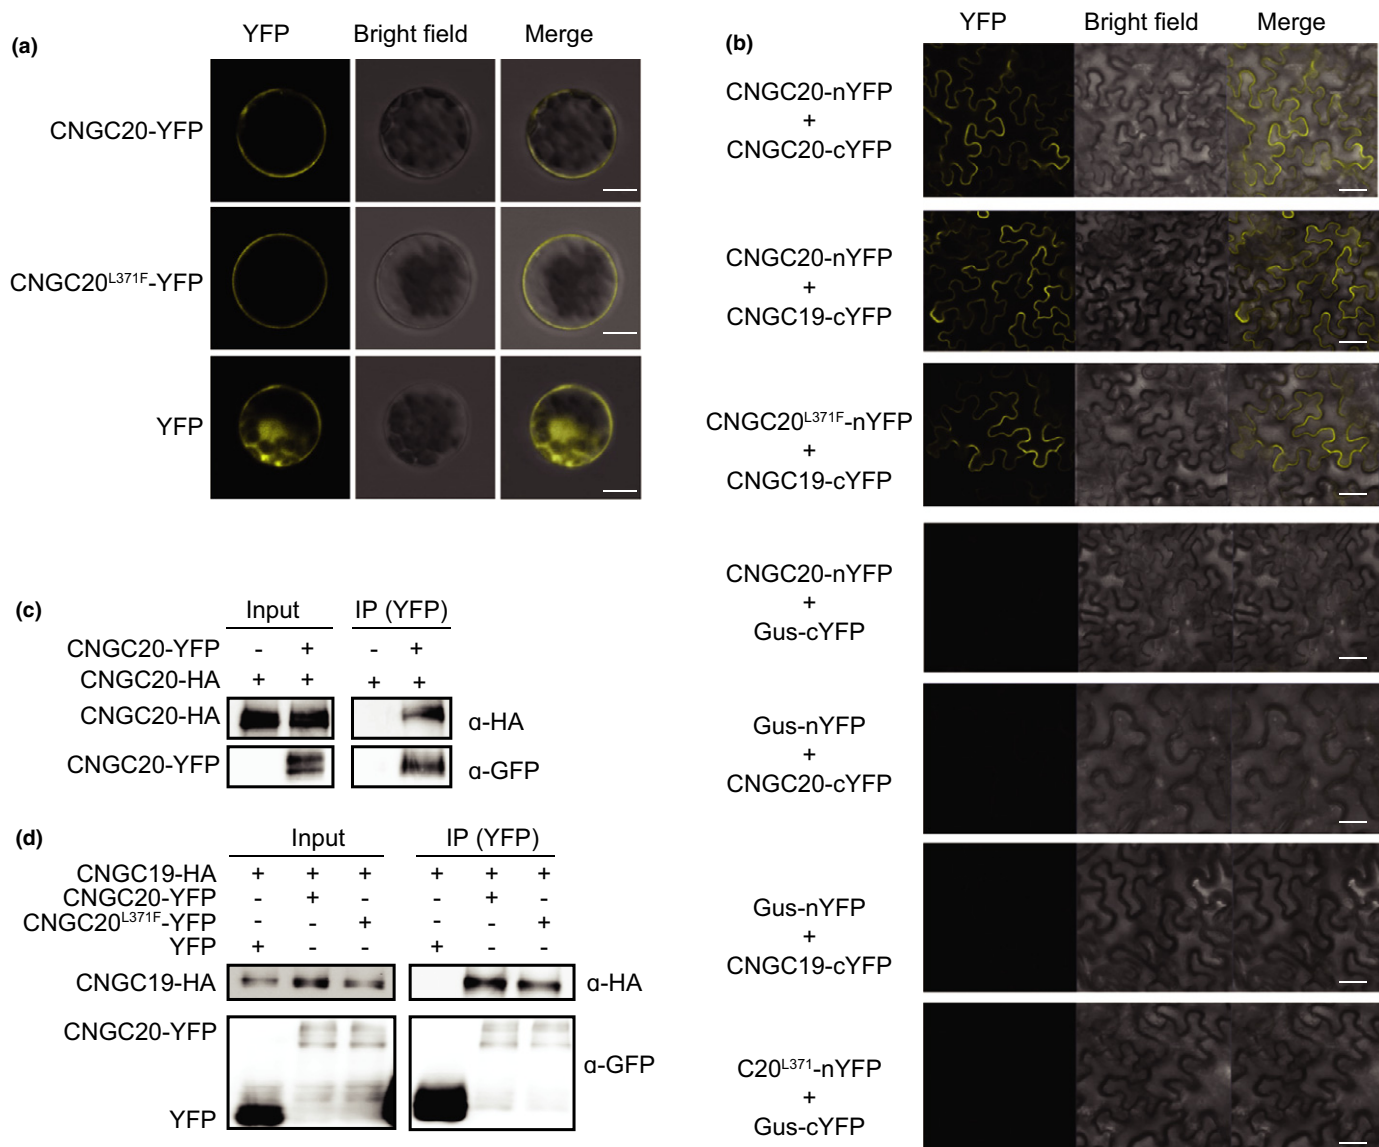 (a)
YFP Bright field Merge
CNGC20-YFP
CNGC20L371F-YFP
YFP
(b)
YFP Bright field Merge
CNGC20-nYFP
+
CNGC20-cYFP
CNGC20-nYFP
+
CNGC19-cYFP
CNGC20L371F-nYFP
+
CNGC19-cYFP
CNGC20-nYFP
+
Gus-cYFP
Gus-nYFP
+
CNGC20-cYFP
Gus-nYFP
+
CNGC19-cYFP
C20L371-nYFP
+
Gus-cYFP
(c)
Input IP (YFP)
CNGC20-YFP - + - +
CNGC20-HA + + + +
CNGC20-HA α-HA
CNGC20-YFP α-GFP
(d)
Input IP (YFP)
CNGC19-HA + + + + + +
CNGC20-YFP - + - - + -
CNGC20L371F-YFP - - + - - +
YFP + - - + - -
CNGC19-HA α-HA
CNGC20-YFP
α-GFP
YFP